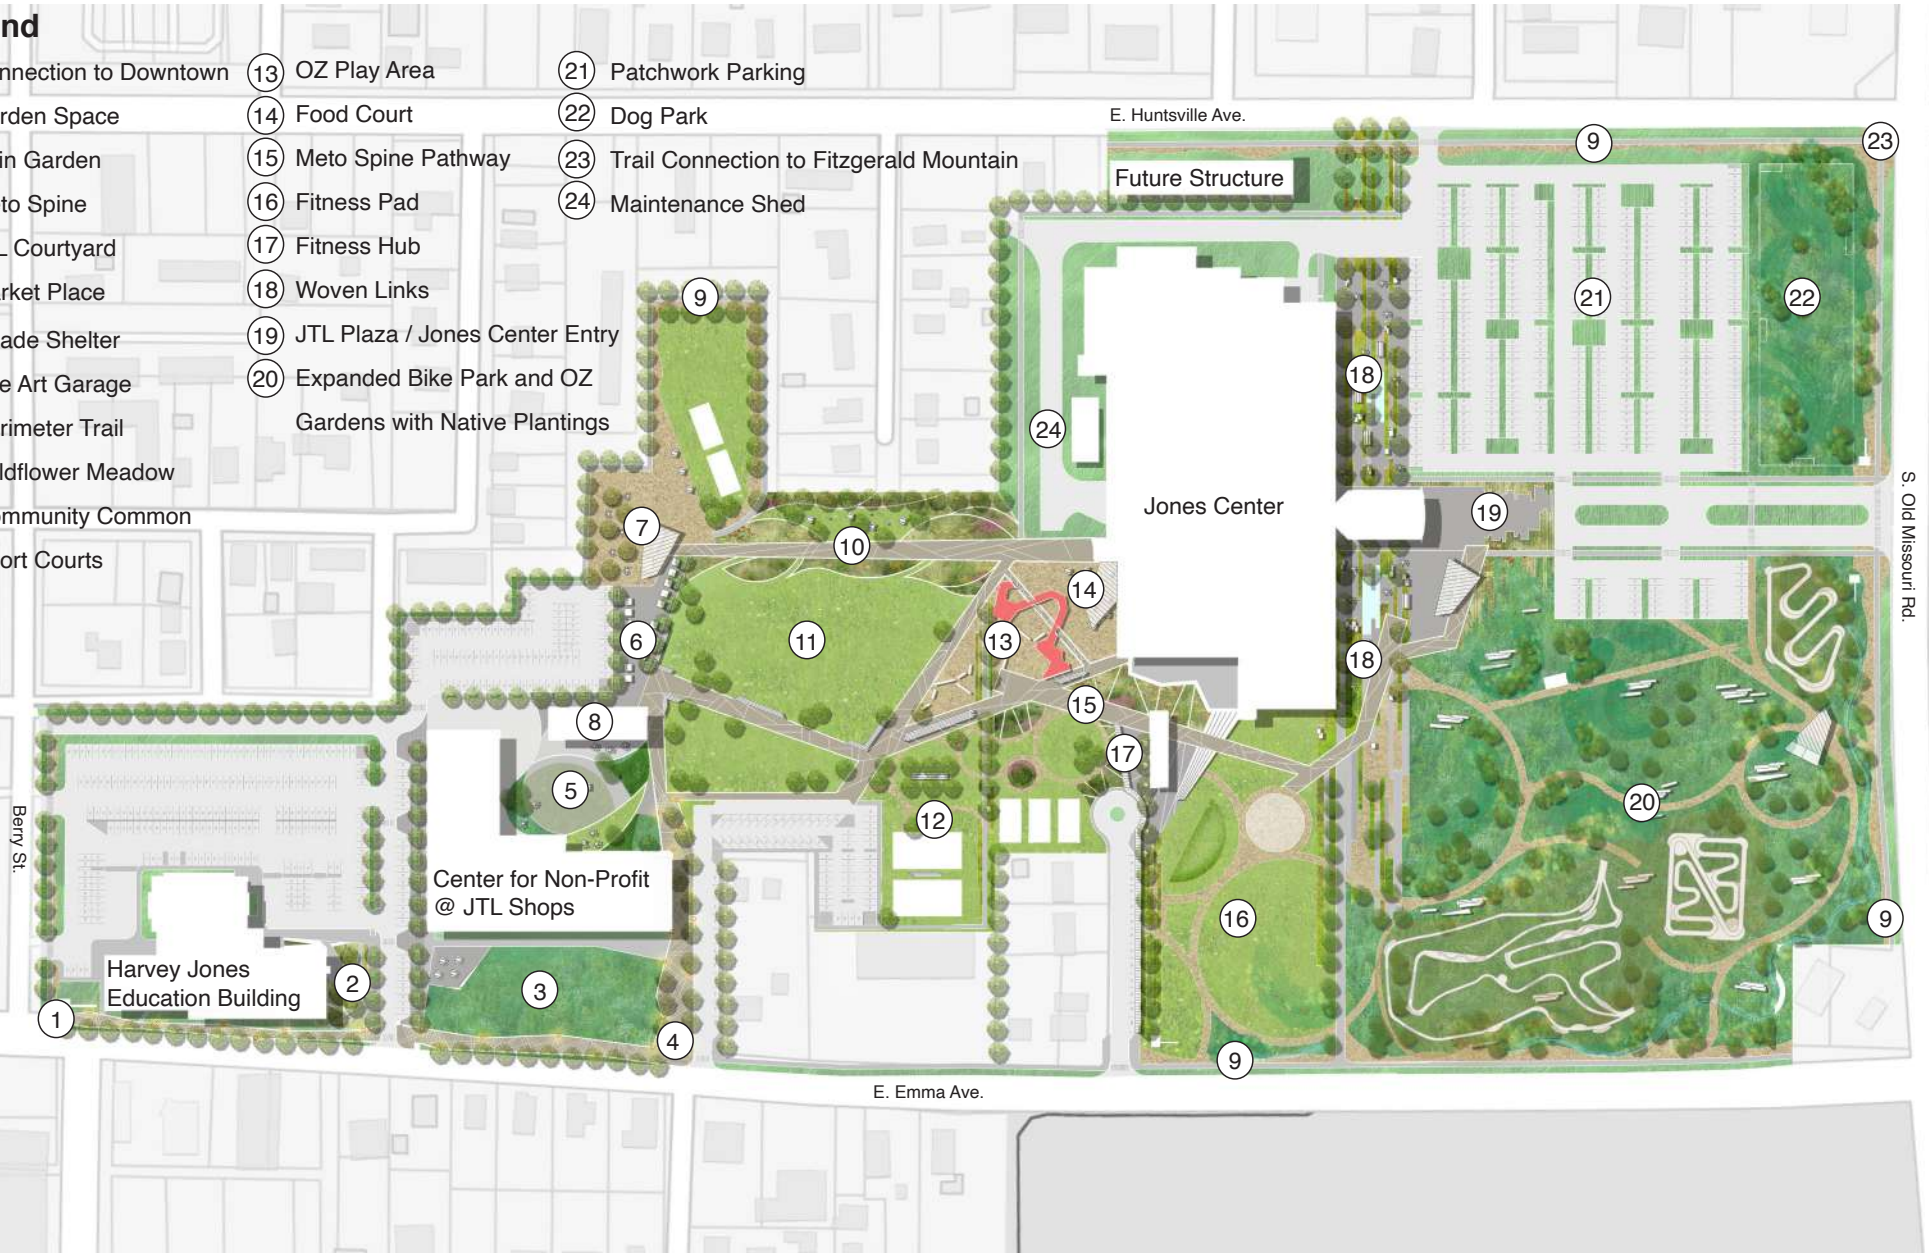 nd
nnection to Downtown
rden Space
in Garden
to Spine
L Courtyard
rket Place
ade Shelter
e Art Garage
rimeter Trail
ldflower Meadow
ommunity Common
ort Courts
13 OZ Play Area
14 Food Court
15 Meto Spine Pathway
16 Fitness Pad
17 Fitness Hub
18 Woven Links
19 JTL Plaza / Jones Center Entry
20 Expanded Bike Park and OZ
Gardens with Native Plantings
21 Patchwork Parking
22 Dog Park
23 Trail Connection to Fitzgerald Mountain
24 Maintenance Shed
E. Huntsville Ave.
9
23
Future Structure
9
21
22
18
24
Jones Center
19
S. Old Missouri Rd.
7
10
14
6
11
13
18
15
8
17
5
20
12
Berry St.
Center for Non-Profit
@ JTL Shops
16
9
Harvey Jones
Education Building
2
3
1
4
9
E. Emma Ave.